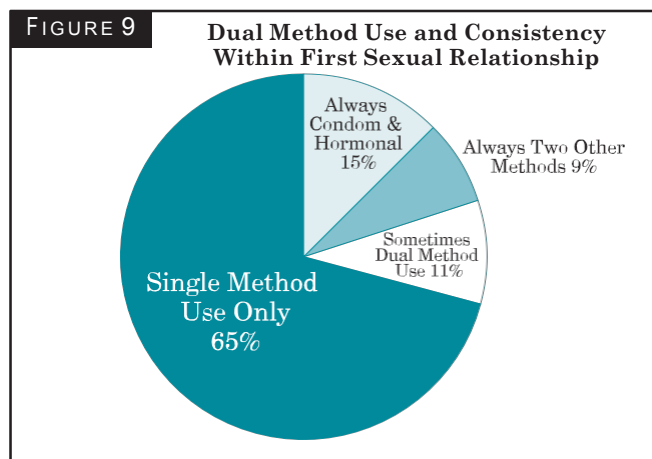 FIGURE 9
Dual Method Use and Consistency
Within First Sexual Relationship
Always
Condom &
Hormonal
15%
Always Two Other
Methods 9%
Sometimes
Dual Method
Use 11%
Single Method
Use Only
65%